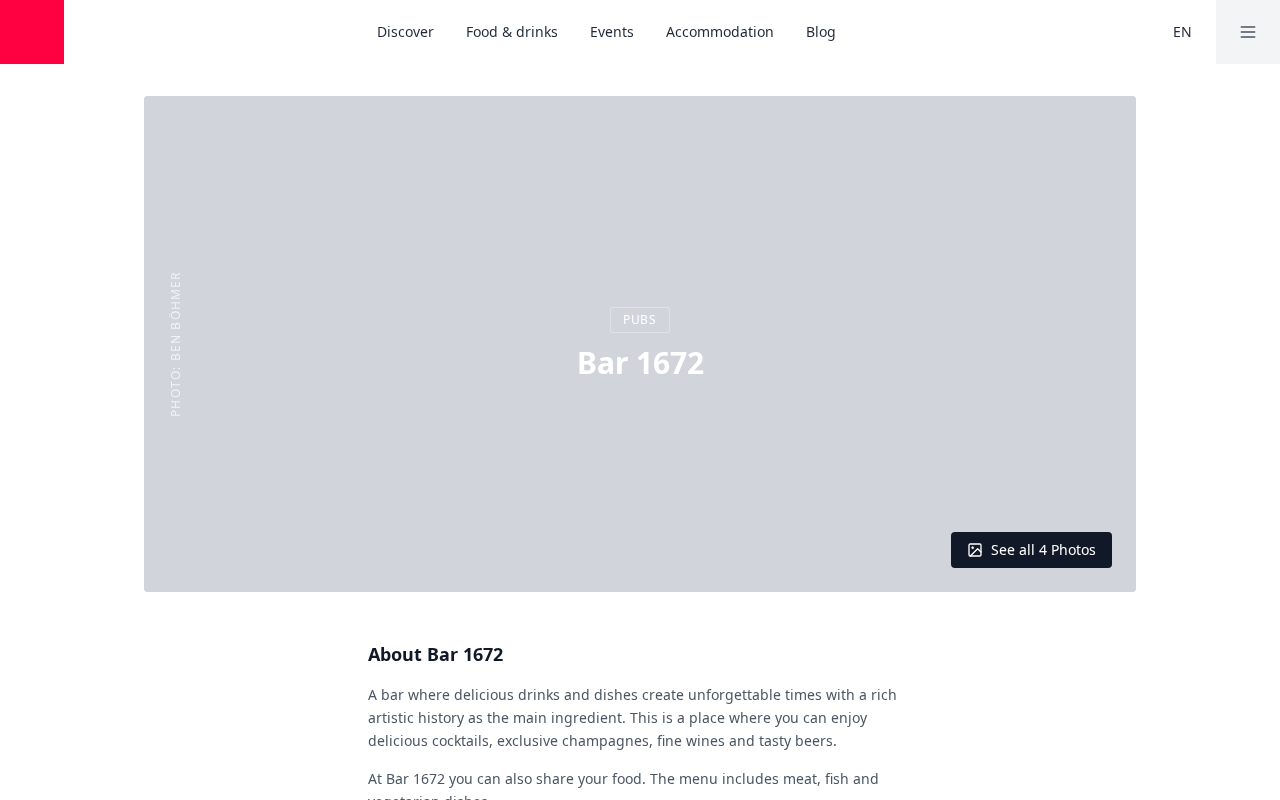 Discover
Food & drinks
Events
Accommodation
Blog
EN
PHOTO: BEN BÖHMER
PUBS
Bar 1672
See all 4 Photos
About Bar 1672
A bar where delicious drinks and dishes create unforgettable times with a rich
artistic history as the main ingredient. This is a place where you can enjoy
delicious cocktails, exclusive champagnes, fine wines and tasty beers.
At Bar 1672 you can also share your food. The menu includes meat, fish and
vegetarian dishes.